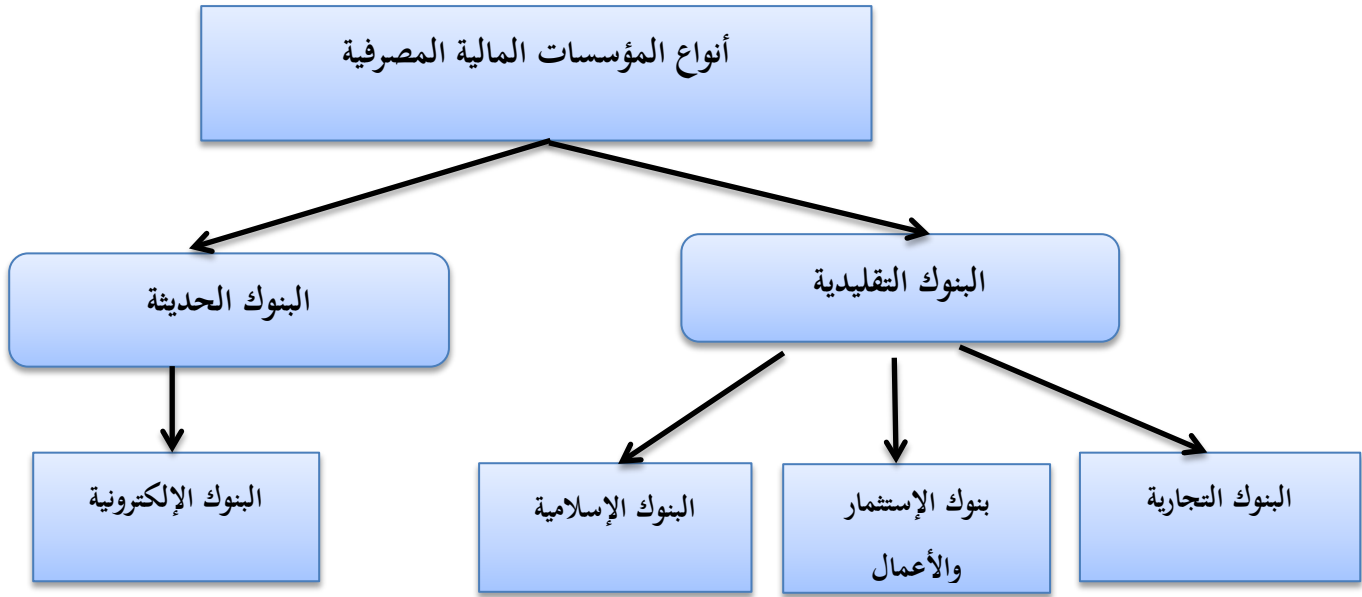 أنواع المؤسسات المالية المصرفية
البنوك التقليدية
البنوك الحديثة
البنوك التجارية
بنوك الإستثمار
والأعمال
البنوك الإسلامية
البنوك الإلكترونية